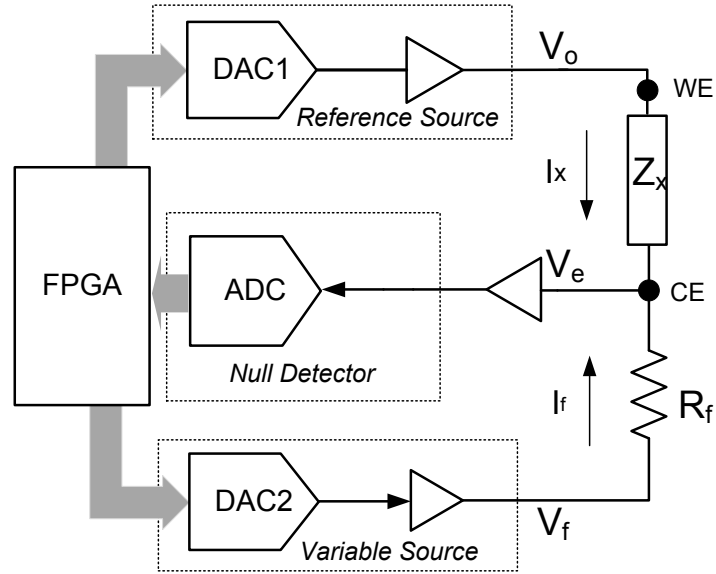 DAC1
Reference Source
Vo
WE
Ix
Zx
FPGA
ADC
Null Detector
Ve
CE
If
Rf
DAC2
Variable Source
Vf